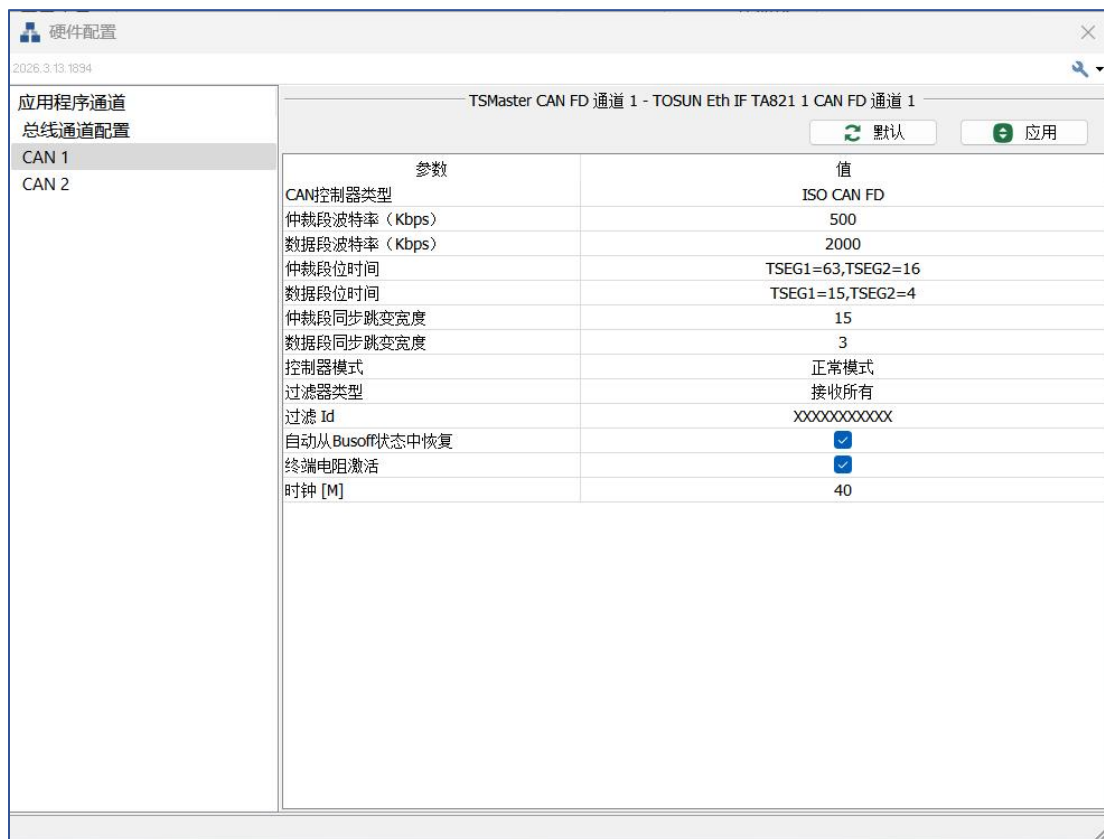 硬件配置
2026.3.13.1894
应用程序通道
总线通道配置
CAN 1
CAN 2
TSMaster CAN FD 通道 1 - TOSUN Eth IF TA821 1 CAN FD 通道 1
默认 应用
参数 值
CAN控制器类型 ISO CAN FD
仲裁段波特率（Kbps） 500
数据段波特率（Kbps） 2000
仲裁段位时间 TSEG1=63,TSEG2=16
数据段位时间 TSEG1=15,TSEG2=4
仲裁段同步跳变宽度 15
数据段同步跳变宽度 3
控制器模式 正常模式
过滤器类型 接收所有
过滤 Id XXXXXXXXXXX
自动从Busoff状态中恢复
终端电阻激活
时钟 [M] 40